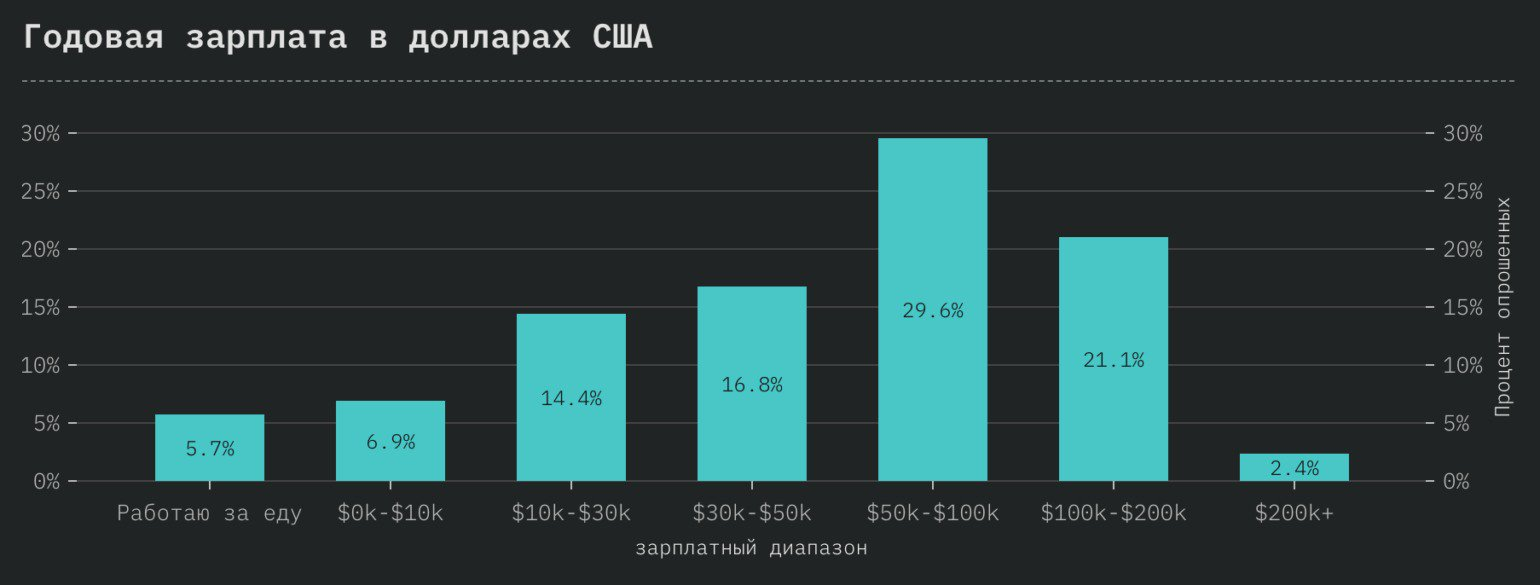 Годовая зарплата в долларах США
30% 30%
25% 25%
20% 20%
15% 15%
10% 10%
5% 5%
0% 0%
Процент опрошенных
5.7% 6.9% 14.4% 16.8% 29.6% 21.1% 2.4%
Работаю за еду $0k-$10k $10k-$30k $30k-$50k $50k-$100k $100k-$200k $200k+
зарплатный диапазон